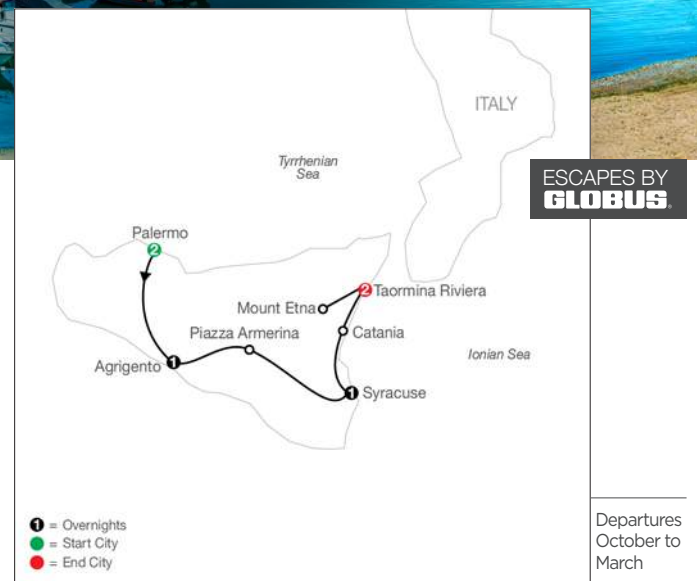 ITALY
Tyrrhenian
Sea
ESCAPES BY
GLOBUS.
Palermo
2
2 Taormina Riviera
Mount Etna
Piazza Armerina
Catania
Ionian Sea
Agrigento 1
1 Syracuse
1 = Overnights
= Start City
= End City
Departures
October to
March